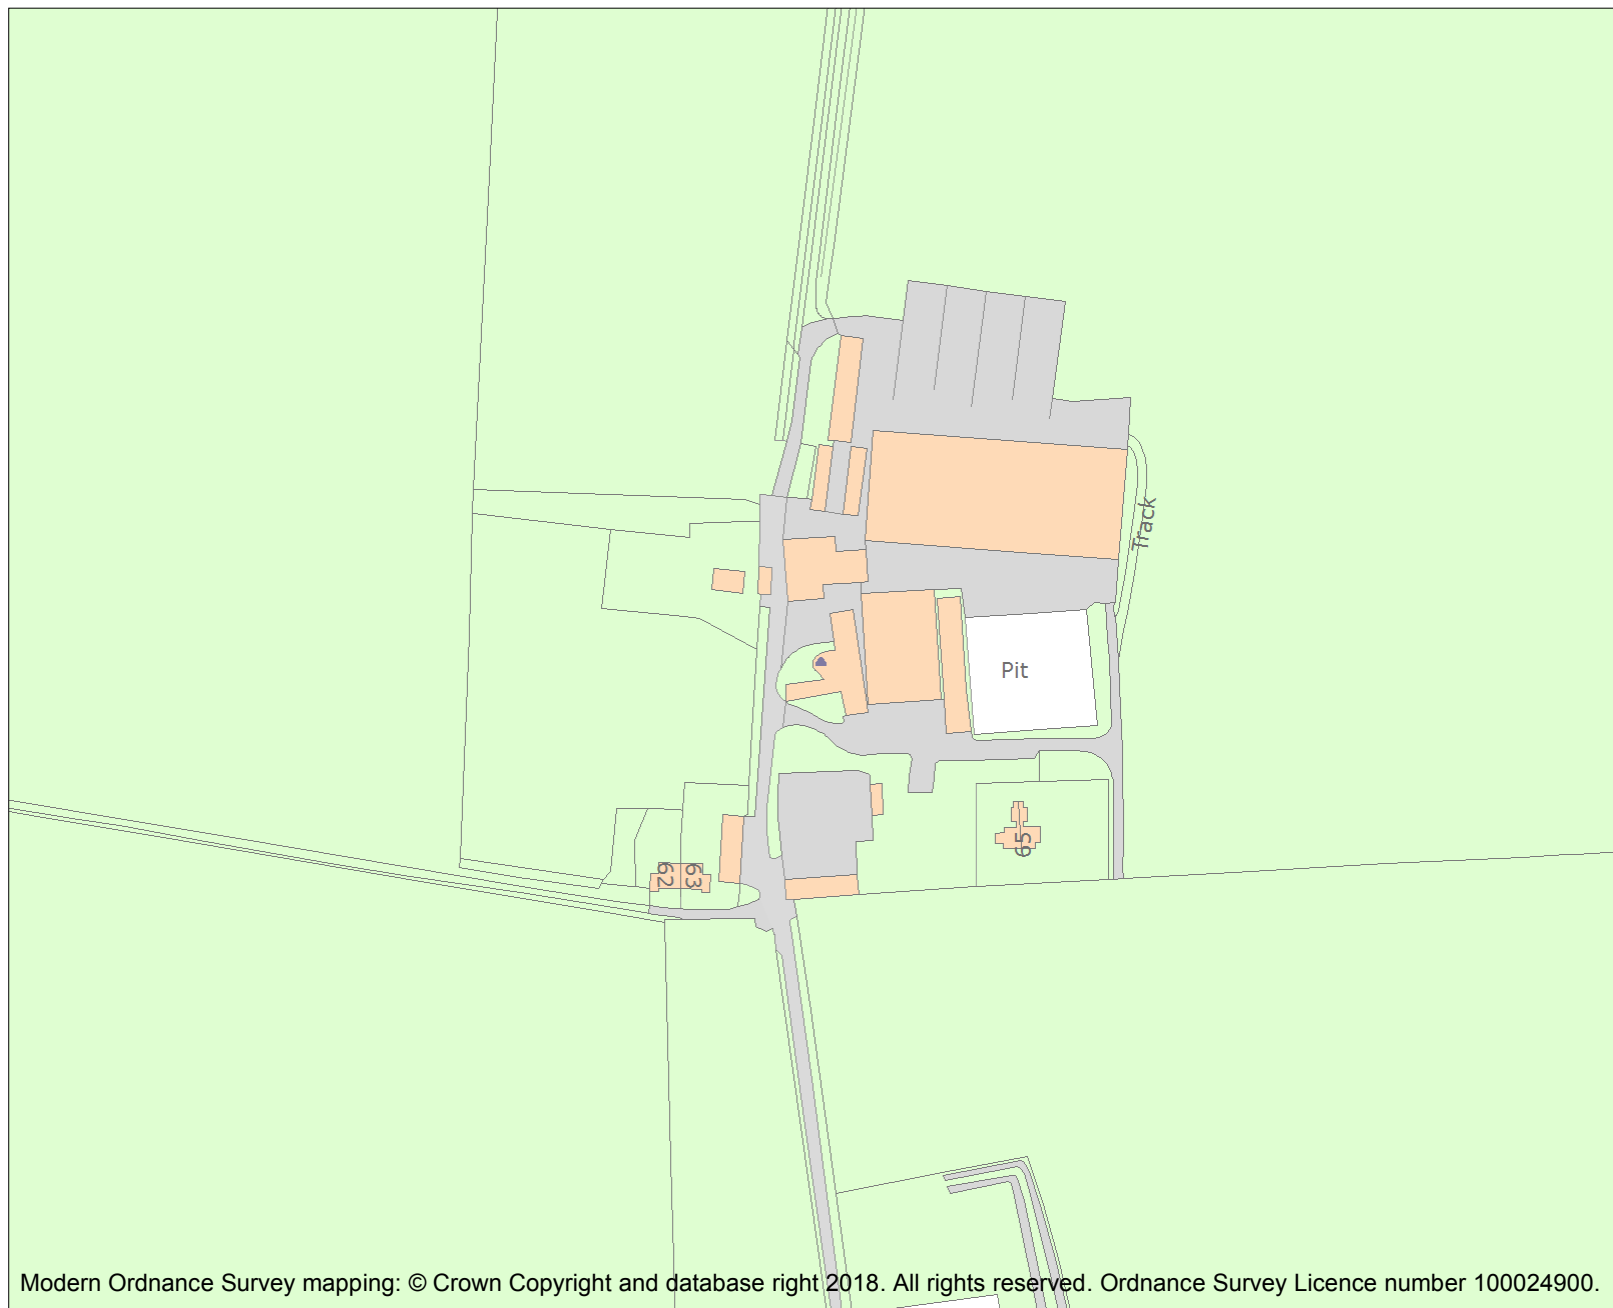 Track
Pit
65
62
63
Modern Ordnance Survey mapping: © Crown Copyright and database right 2018. All rights reserved. Ordnance Survey Licence number 100024900.